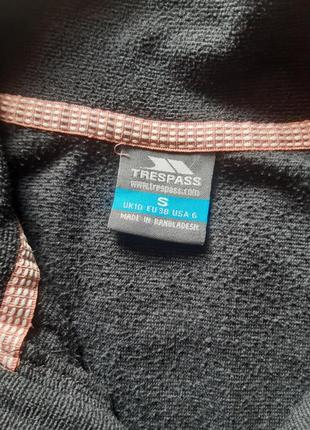 TRESPASS
www.trespass.com
S
UK10 EU38 USA 6
MADE IN BANGLADESH